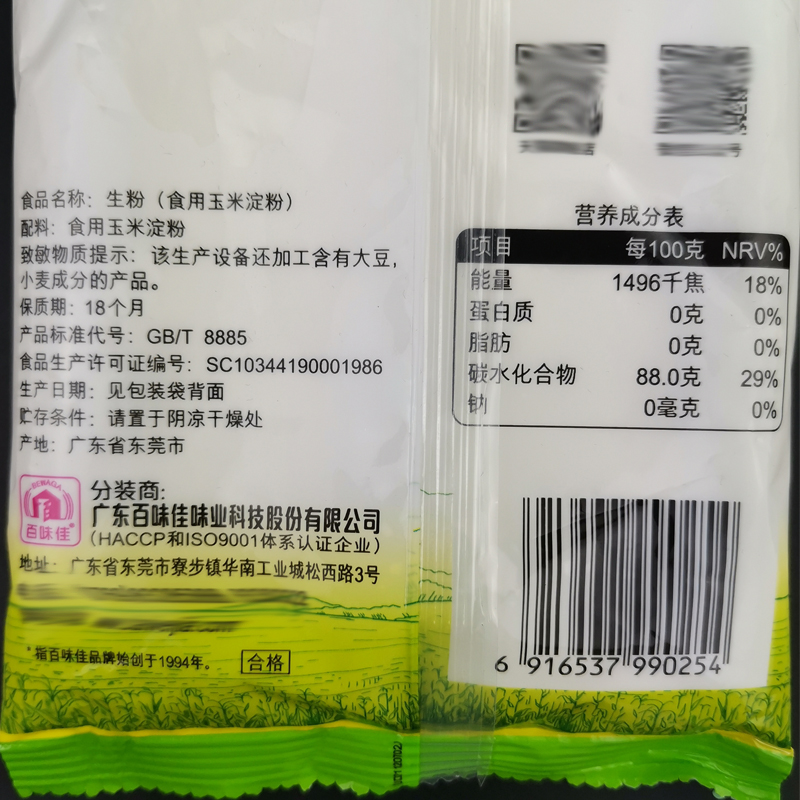 食品名称：生粉（食用玉米淀粉）
配料：食用玉米淀粉
致敏物质提示：该生产设备还加工含有大豆,
小麦成分的产品。
保质期：18个月
产品标准代号：GB/T 8885
食品生产许可证编号：SC10344190001986
生产日期：见包装袋背面
贮存条件：请置于阴凉干燥处
产地：广东省东莞市
百味佳®
分装商:
广东百味佳味业科技股份有限公司
（HACCP和ISO9001体系认证企业）
地址：广东省东莞市寮步镇华南工业城松西路3号
*指百味佳品牌始创于1994年。
合格
营养成分表
项目 每100克 NRV%
能量 1496千焦 18%
蛋白质 0克 0%
脂肪 0克 0%
碳水化合物 88.0克 29%
钠 0毫克 0%
6 916537 990254